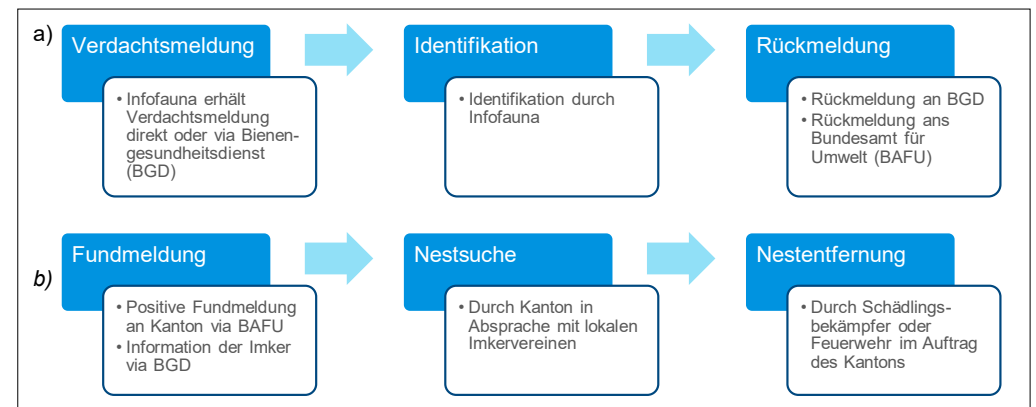 a)
Verdachtsmeldung
• Infofauna erhält
Verdachtsmeldung
direkt oder via Bienen-
gesundheitsdienst
(BGD)
Identifikation
• Identifikation durch
Infofauna
Rückmeldung
• Rückmeldung an BGD
• Rückmeldung ans
Bundesamt für
Umwelt (BAFU)
b)
Fundmeldung
• Positive Fundmeldung
an Kanton via BAFU
• Information der Imker
via BGD
Nestsuche
• Durch Kanton in
Absprache mit lokalen
Imkervereinen
Nestentfernung
• Durch Schädlings-
bekämpfer oder
Feuerwehr im Auftrag
des Kantons